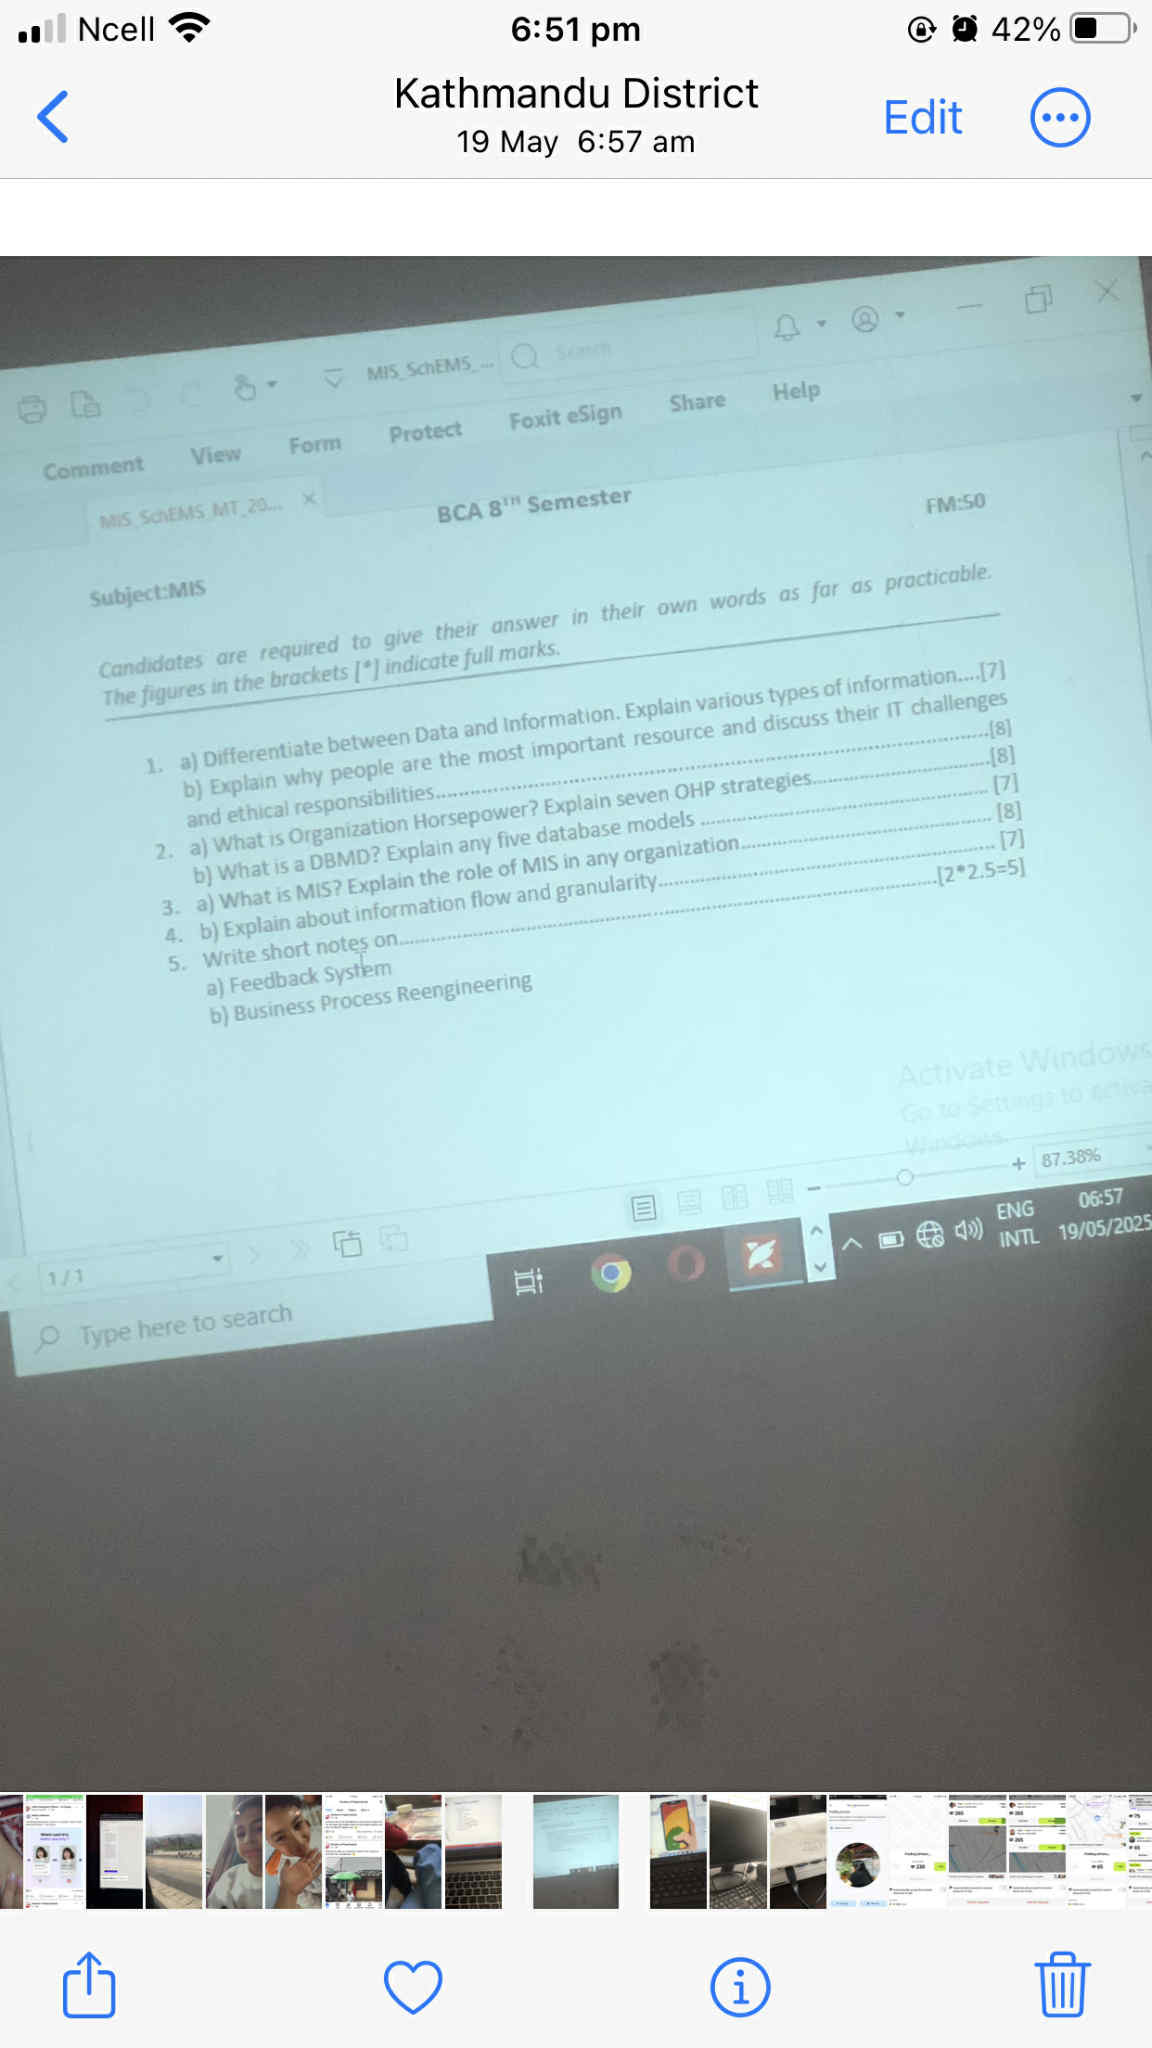 Ncell
6:51 pm
42%
Kathmandu District
19 May 6:57 am
Edit
MIS_SchEMS_...
Search
Comment
View
Form
Protect
Foxit eSign
Share
Help
MIS_SchEMS_MT_20...
BCA 8TH Semester
FM:50
Subject:MIS
Candidates are required to give their answer in their own words as far as practicable.
The figures in the brackets [*] indicate full marks.
1. a) Differentiate between Data and Information. Explain various types of information....[7]
b) Explain why people are the most important resource and discuss their IT challenges
and ethical responsibilities.....[8]
2. a) What is Organization Horsepower? Explain seven OHP strategies.....[8]
b) What is a DBMD? Explain any five database models .....[7]
3. a) What is MIS? Explain the role of MIS in any organization.....[8]
4. b) Explain about information flow and granularity.....[7]
5. Write short notes on.....[2*2.5=5]
a) Feedback System
b) Business Process Reengineering
Activate Windows
Go to Settings to activa
Windows.
87.38%
1 / 1
ENG
INTL
06:57
19/05/2025
Type here to search